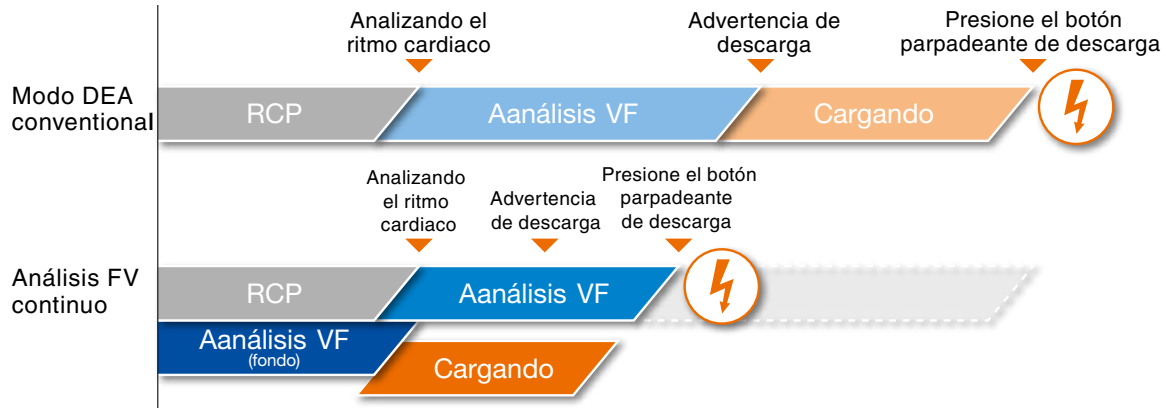 Analizando el
ritmo cardiaco
Advertencia de
descarga
Presione el botón
parpadeante de descarga
Modo DEA
conventional
RCP
Aanálisis VF
Cargando
Analizando
el ritmo
cardiaco
Advertencia
de descarga
Presione el botón
parpadeante
de descarga
Análisis FV
continuo
RCP
Aanálisis VF
Aanálisis VF
(fondo)
Cargando